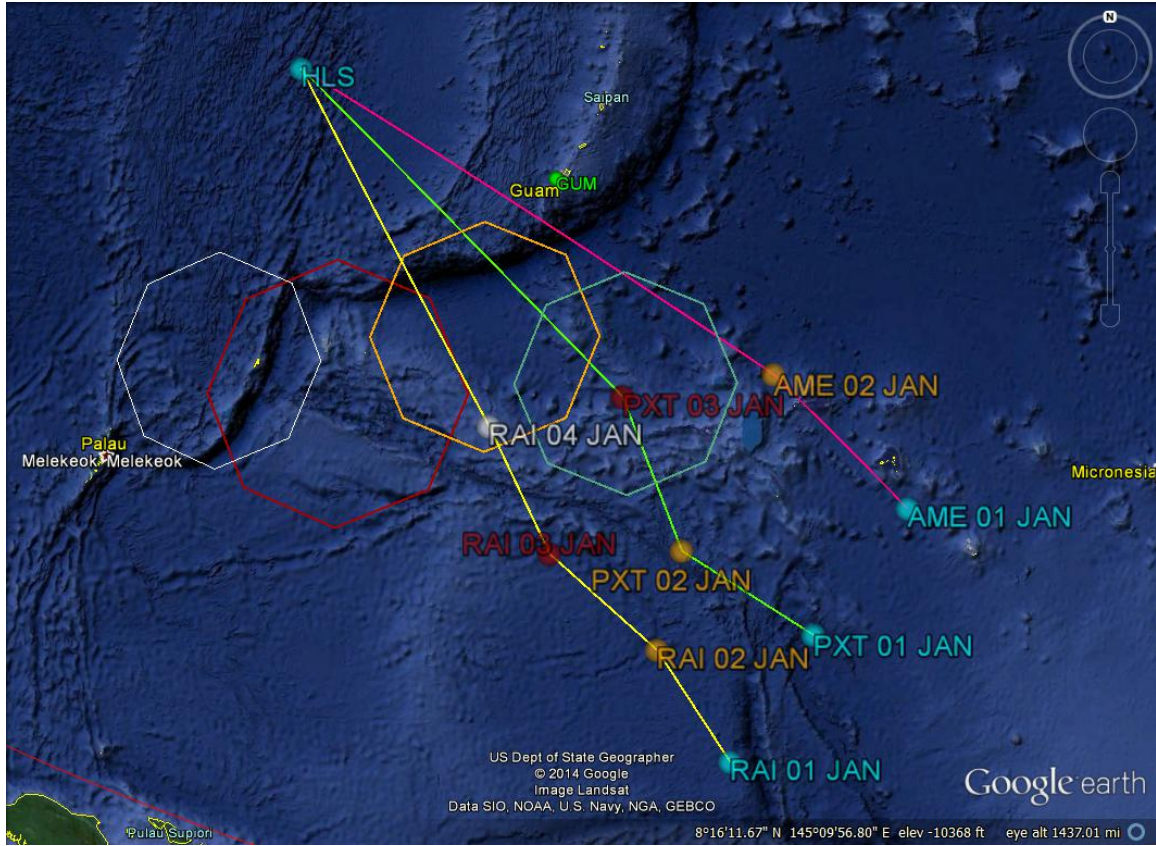 N
HLS
Saipan
Guam
GUM
AME 02 JAN
PXT 03 JAN
RAI 04 JAN
Palau
Melekeok Melekeok
Micronesia
AME 01 JAN
RAI 03 JAN
PXT 02 JAN
PXT 01 JAN
RAI 02 JAN
RAI 01 JAN
US Dept of State Geographer
© 2014 Google
Image Landsat
Data SIO, NOAA, U.S. Navy, NGA, GEBCO
Google earth
Pulau Supiori
8°16'11.67" N 145°09'56.80" E elev -10368 ft eye alt 1437.01 mi